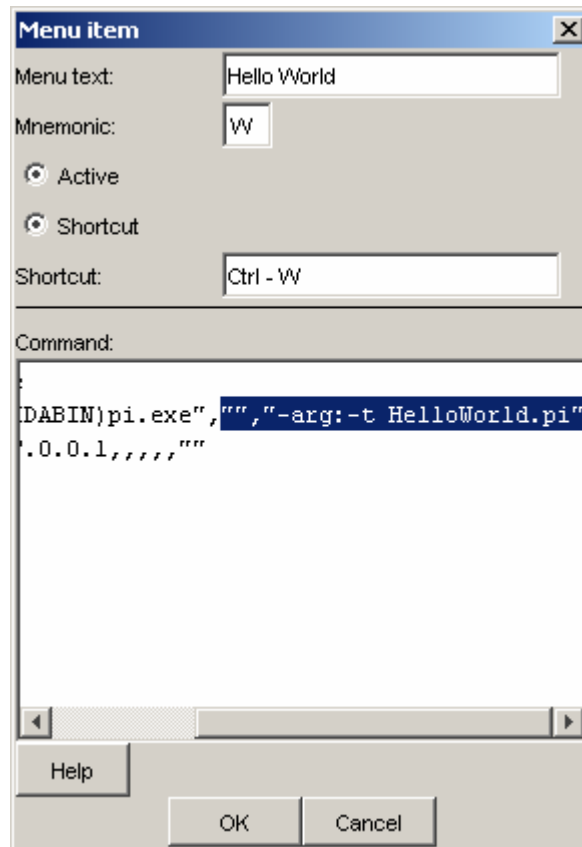 Menu item
Menu text: Hello World
Mnemonic: W
Active
Shortcut
Shortcut: Ctrl - W
Command:
DABIN)pi.exe","","-arg:-t HelloWorld.pi"
.0.0.1,,,,,""
Help
OK Cancel